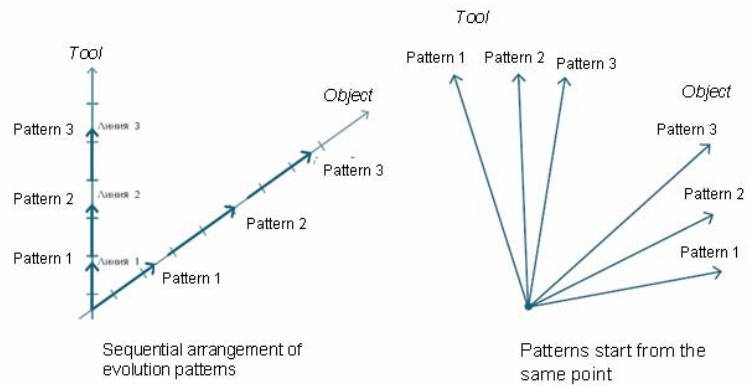 Tool
Object
Pattern 3
Линия 3
Pattern 3
Pattern 2
Линия 2
Pattern 2
Pattern 1
Линия 1
Pattern 1
Sequential arrangement of
evolution patterns
Tool
Pattern 1
Pattern 2
Pattern 3
Object
Pattern 3
Pattern 2
Pattern 1
Patterns start from the
same point